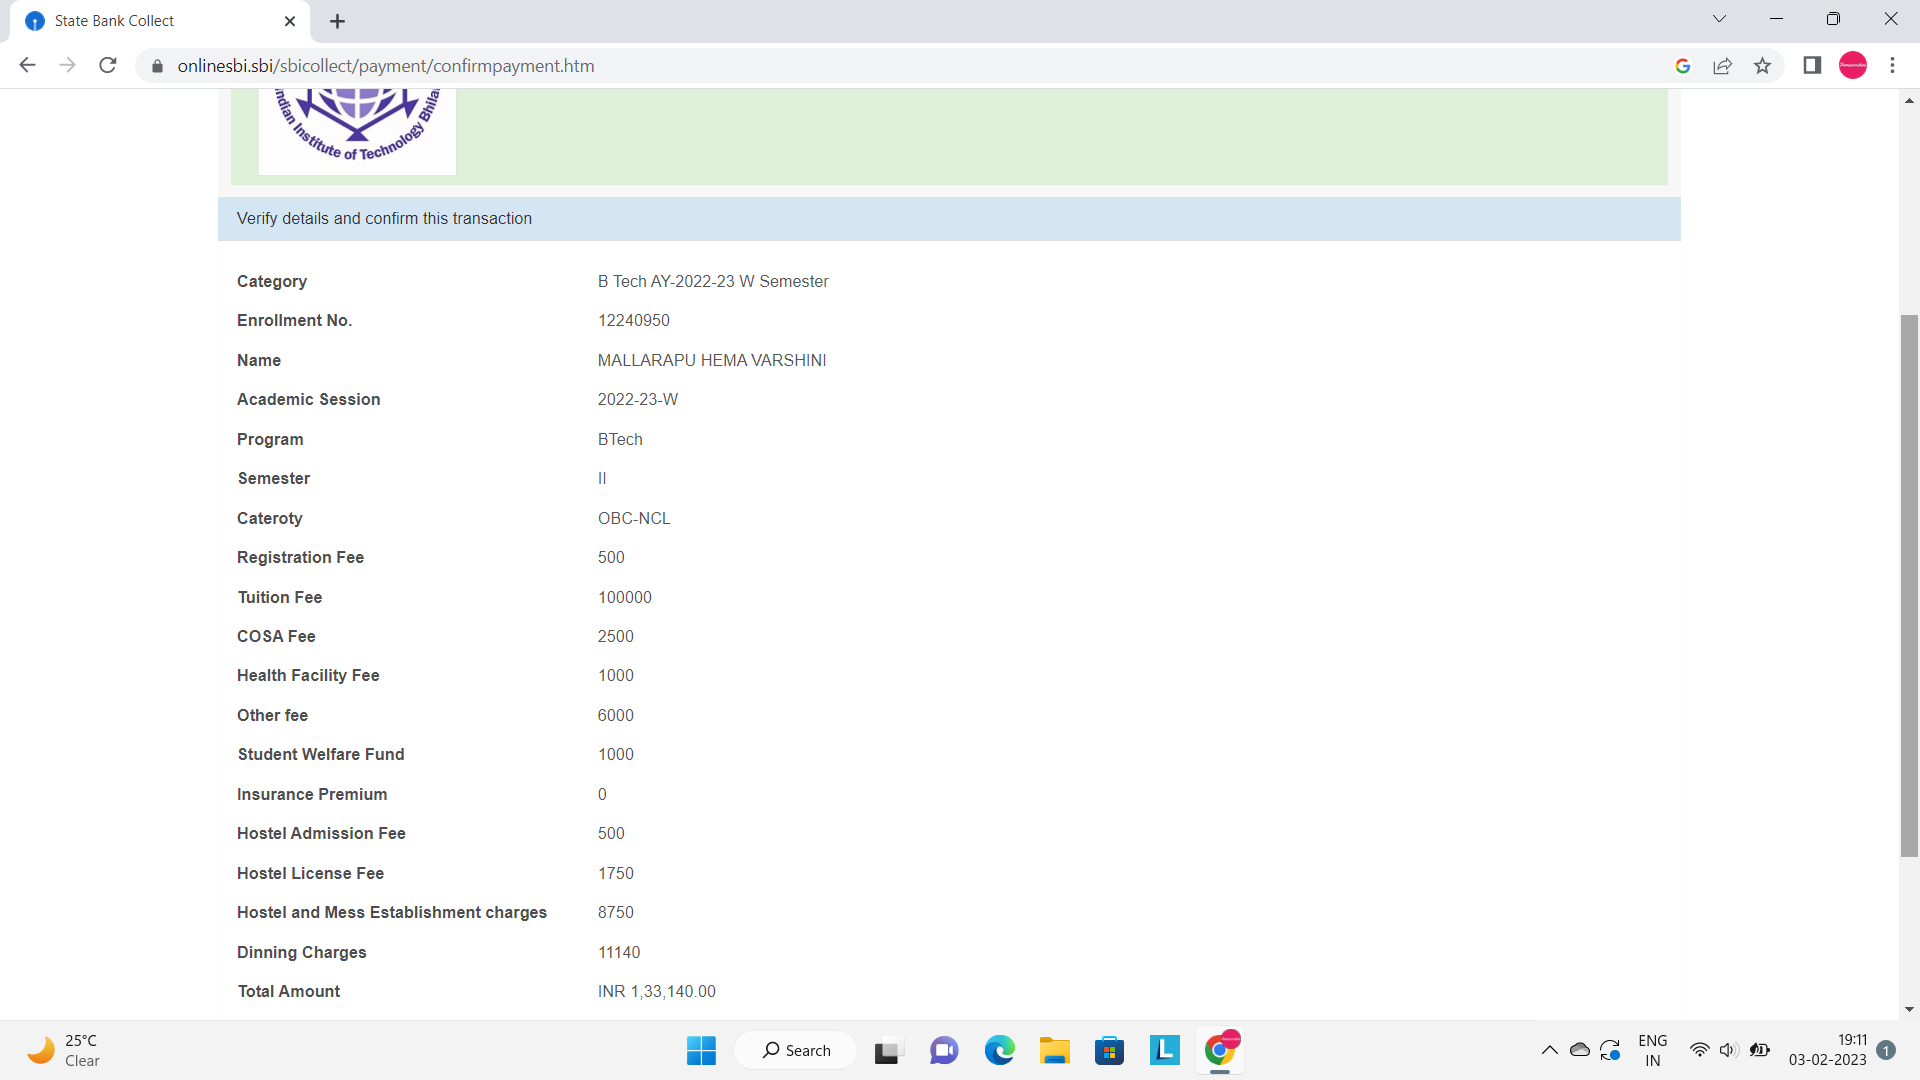 State Bank Collect
onlinesbi.sbi/sbicollect/payment/confirmpayment.htm
Indian Institute of Technology Bhilai
Verify details and confirm this transaction
Category B Tech AY-2022-23 W Semester
Enrollment No. 12240950
Name MALLARAPU HEMA VARSHINI
Academic Session 2022-23-W
Program BTech
Semester II
Cateroty OBC-NCL
Registration Fee 500
Tuition Fee 100000
COSA Fee 2500
Health Facility Fee 1000
Other fee 6000
Student Welfare Fund 1000
Insurance Premium 0
Hostel Admission Fee 500
Hostel License Fee 1750
Hostel and Mess Establishment charges 8750
Dinning Charges 11140
Total Amount INR 1,33,140.00
25°C
Clear
Search
ENG
IN
19:11
03-02-2023
1